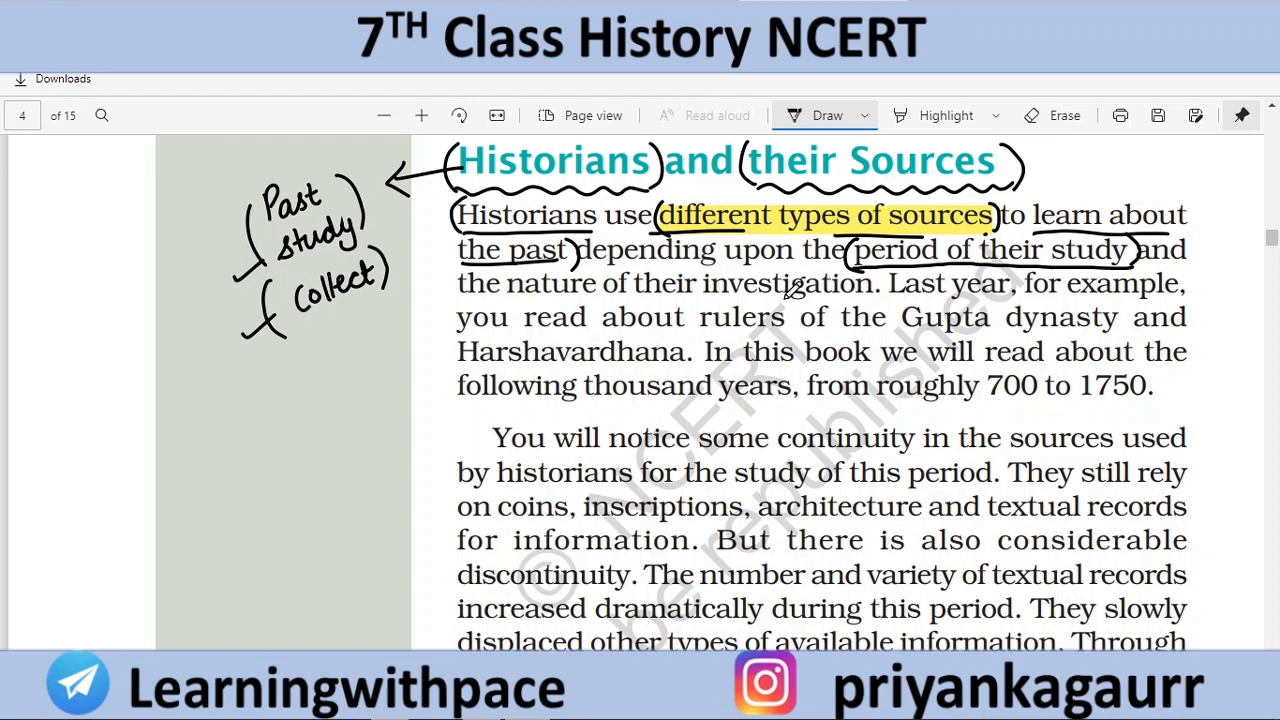 7TH Class History NCERT
Downloads
4 of 15 Page view Read aloud Draw Highlight Erase
Historians and their Sources
Past
study
collect
Historians use different types of sources to learn about
the past depending upon the period of their study and
the nature of their investigation. Last year, for example,
you read about rulers of the Gupta dynasty and
Harshavardhana. In this book we will read about the
following thousand years, from roughly 700 to 1750.
You will notice some continuity in the sources used
by historians for the study of this period. They still rely
on coins, inscriptions, architecture and textual records
for information. But there is also considerable
discontinuity. The number and variety of textual records
increased dramatically during this period. They slowly
displaced other types of available information. Through
© NCERT
be republished
Learningwithpace
priyankagaurr